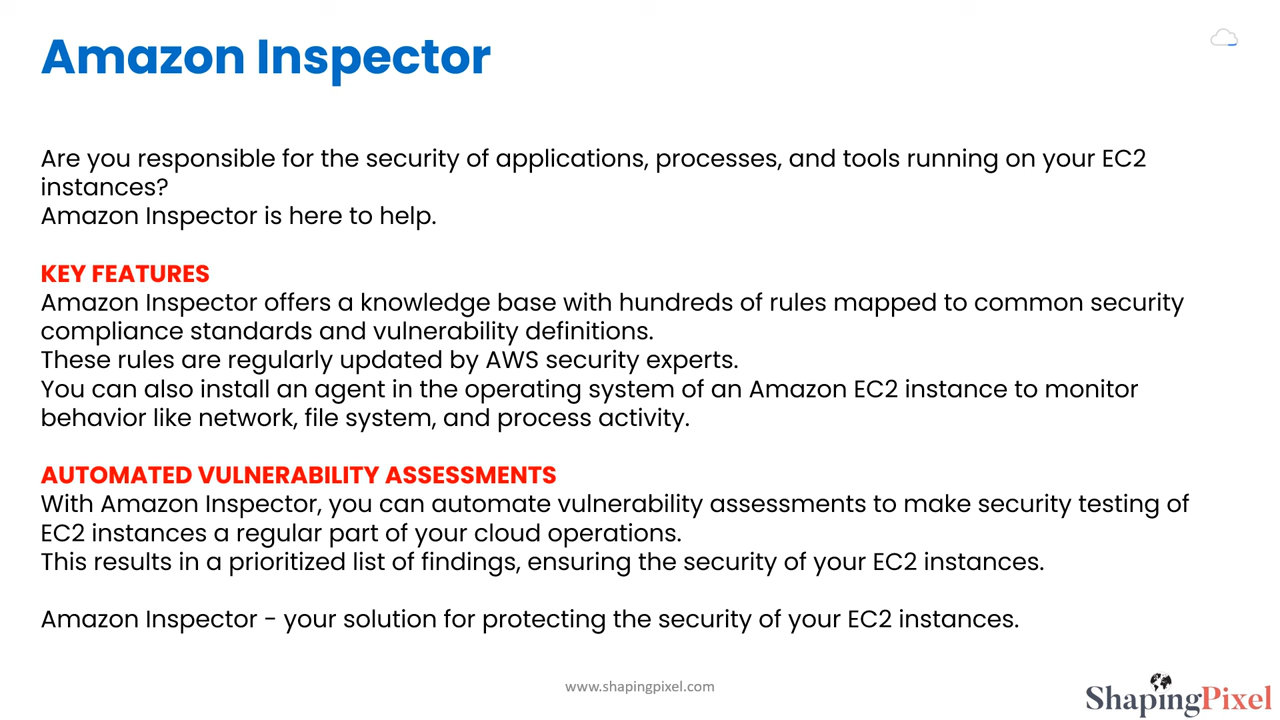 Amazon Inspector
Are you responsible for the security of applications, processes, and tools running on your EC2
instances?
Amazon Inspector is here to help.
KEY FEATURES
Amazon Inspector offers a knowledge base with hundreds of rules mapped to common security
compliance standards and vulnerability definitions.
These rules are regularly updated by AWS security experts.
You can also install an agent in the operating system of an Amazon EC2 instance to monitor
behavior like network, file system, and process activity.
AUTOMATED VULNERABILITY ASSESSMENTS
With Amazon Inspector, you can automate vulnerability assessments to make security testing of
EC2 instances a regular part of your cloud operations.
This results in a prioritized list of findings, ensuring the security of your EC2 instances.
Amazon Inspector - your solution for protecting the security of your EC2 instances.
www.shapingpixel.com
ShapingPixel